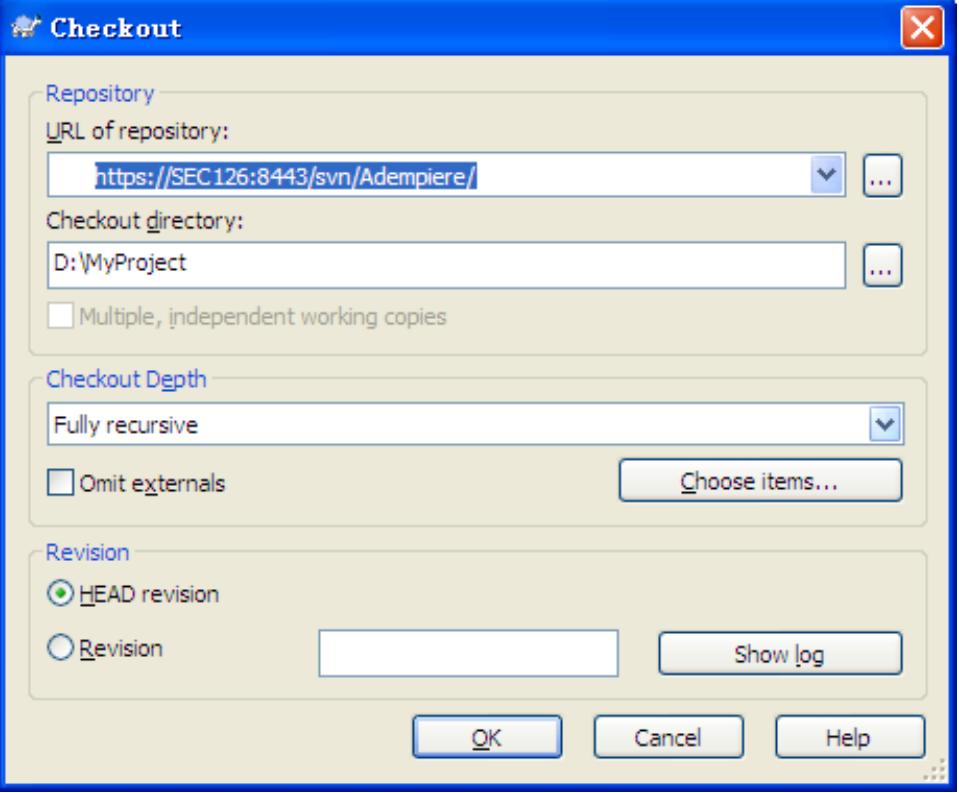 Checkout
Repository
URL of repository:
https://SEC126:8443/svn/Adempiere/
...
Checkout directory:
D:\MyProject
...
Multiple, independent working copies
Checkout Depth
Fully recursive
Omit externals
Choose items...
Revision
HEAD revision
Revision
Show log
OK
Cancel
Help